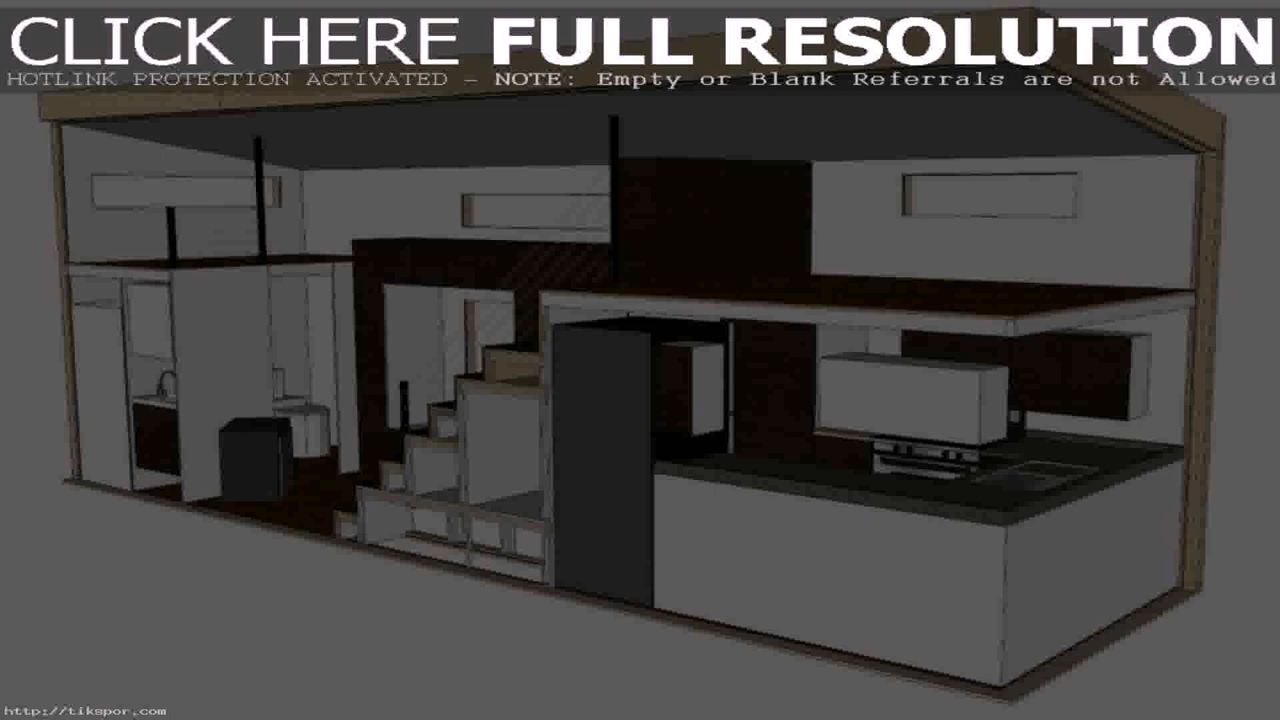 CLICK HERE FULL RESOLUTION
HOTLINK PROTECTION ACTIVATED – NOTE: Empty or Blank Referrals are not Allowed
http://tikspor.com